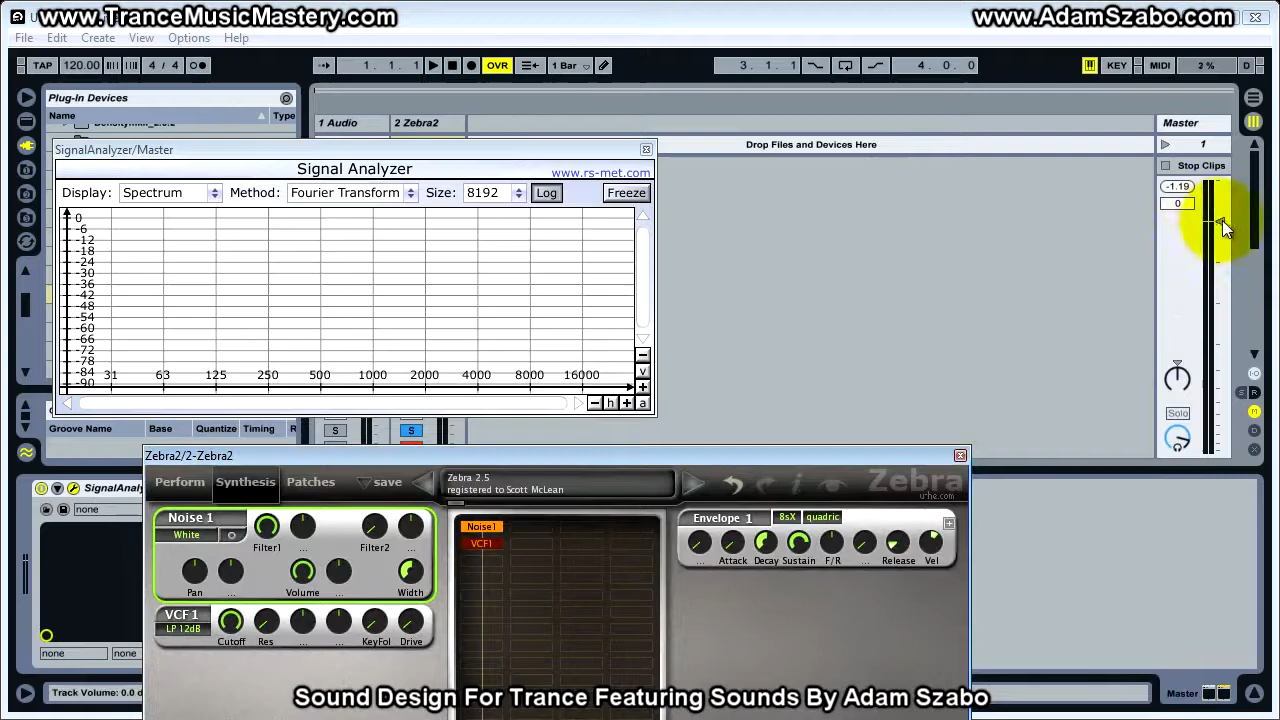 www.TranceMusicMastery.com
www.AdamSzabo.com
File Edit Create View Options Help
TAP 120.00 4 / 4 1. 1. 1 OVR 1 Bar 3. 1. 1 4. 0. 0 KEY MIDI 2 % D
Plug-In Devices
Name Type
1 Audio 2 Zebra2 Master
Drop Files and Devices Here 1
Stop Clips
-1.19
0
Solo
SignalAnalyzer/Master
Signal Analyzer
www.rs-met.com
Display: Spectrum Method: Fourier Transform Size: 8192 Log Freeze
0
-6
-12
-18
-24
-30
-36
-42
-48
-54
-60
-66
-72
-78
-84
-90
31 63 125 250 500 1000 2000 4000 8000 16000
v
h a
Groove Name Base Quantize Timing R
S S
S R
M
D
Zebra2/2-Zebra2
Perform Synthesis Patches save
Zebra 2.5
registered to Scott McLean
Zebra
u-he.com
Noise 1
White
Filter1 ... Filter2 ...
Pan ... Volume ... Width
VCF 1
LP 12dB
Cutoff Res ... ... KeyFol Drive
Noise1
VCF1
Envelope 1 8sX quadric
... Attack Decay Sustain F/R ... Release Vel
SignalAnaly
none
none none
Track Volume: 0.0 d
Master
Sound Design For Trance Featuring Sounds By Adam Szabo